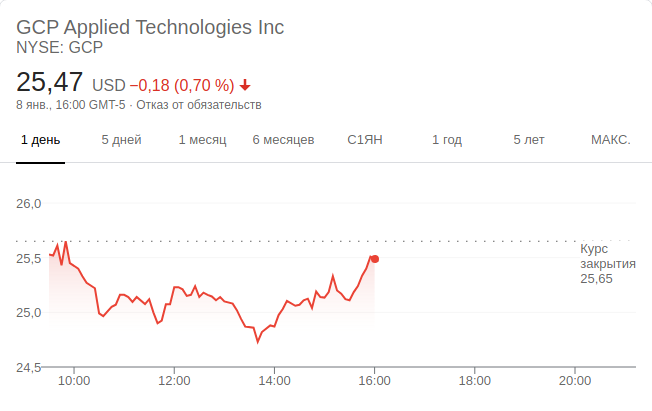 GCP Applied Technologies Inc
NYSE: GCP
25,47 USD −0,18 (0,70 %)
8 янв., 16:00 GMT-5 · Отказ от обязательств
1 день 5 дней 1 месяц 6 месяцев С1ЯН 1 год 5 лет МАКС.
26,0
Курс
закрытия
25,65
25,5
25,0
24,5
10:00 12:00 14:00 16:00 18:00 20:00